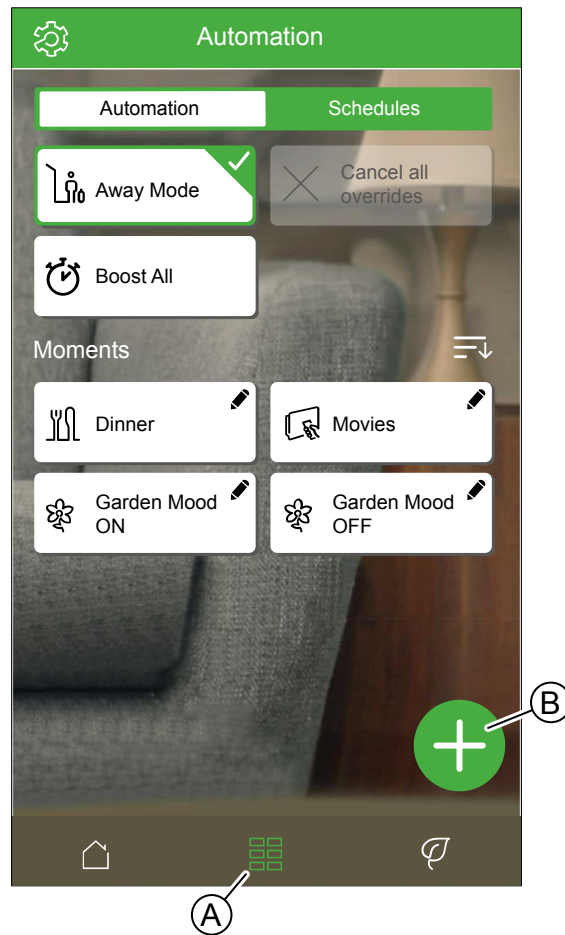 Automation
Automation
Schedules
Away Mode
Cancel all
overrides
Boost All
Moments
Dinner
Movies
Garden Mood
ON
Garden Mood
OFF
B
A